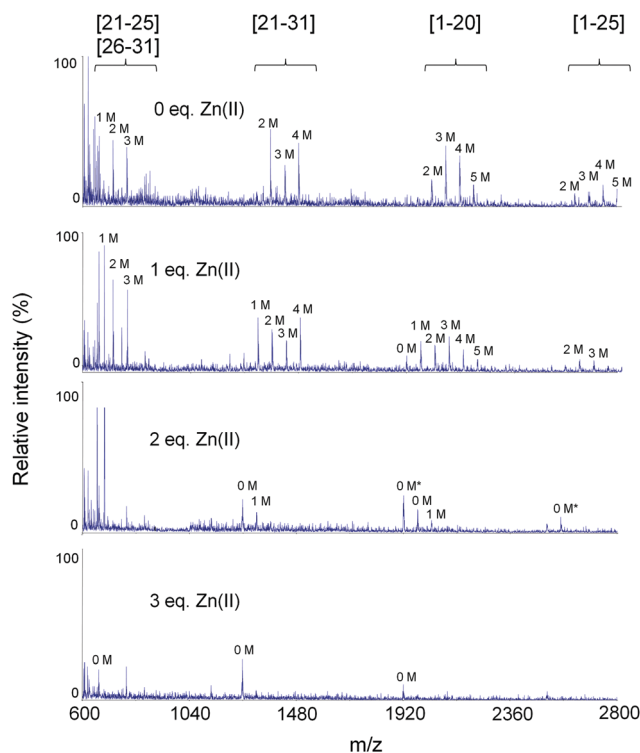 [21-25] [21-31] [1-20] [1-25]
[26-31]
100
0 eq. Zn(II)
1 M 2 M 3 M
2 M 3 M 4 M
2 M 3 M 4 M 5 M
2 M 3 M 4 M 5 M
0
100
1 eq. Zn(II)
1 M 2 M 3 M
1 M 2 M 3 M 4 M
0 M 1 M 2 M 3 M 4 M 5 M
2 M 3 M
0
100
2 eq. Zn(II)
0 M 1 M
0 M* 0 M 1 M
0 M*
0
100
3 eq. Zn(II)
0 M 0 M 0 M
0
600 1040 1480 1920 2360 2800
m/z
Relative intensity (%)